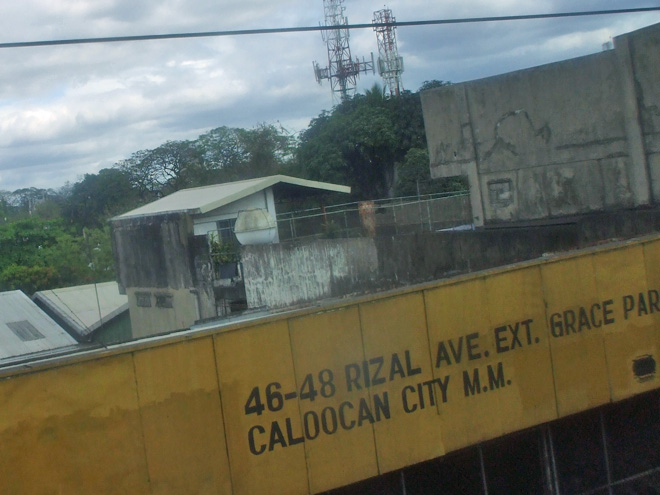 46-48 RIZAL AVE. EXT. GRACE PAR
CALOOCAN CITY M.M.